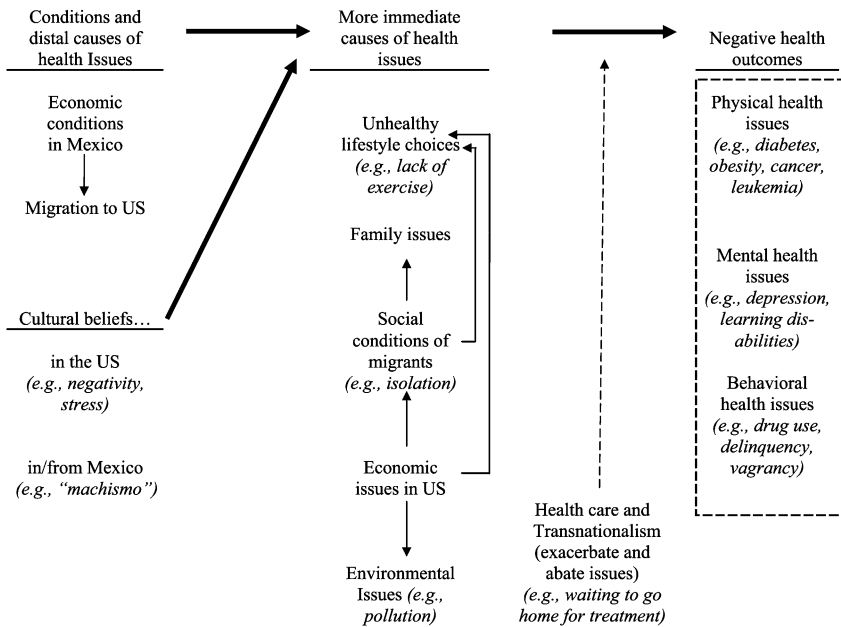 Conditions and
distal causes of
health Issues
Economic
conditions
in Mexico
Migration to US
Cultural beliefs…
in the US
(e.g., negativity,
stress)
in/from Mexico
(e.g., “machismo”)
More immediate
causes of health
issues
Unhealthy
lifestyle choices
(e.g., lack of
exercise)
Family issues
Social
conditions of
migrants
(e.g., isolation)
Economic
issues in US
Environmental
Issues (e.g.,
pollution)
Health care and
Transnationalism
(exacerbate and
abate issues)
(e.g., waiting to go
home for treatment)
Negative health
outcomes
Physical health
issues
(e.g., diabetes,
obesity, cancer,
leukemia)
Mental health
issues
(e.g., depression,
learning dis-
abilities)
Behavioral
health issues
(e.g., drug use,
delinquency,
vagrancy)